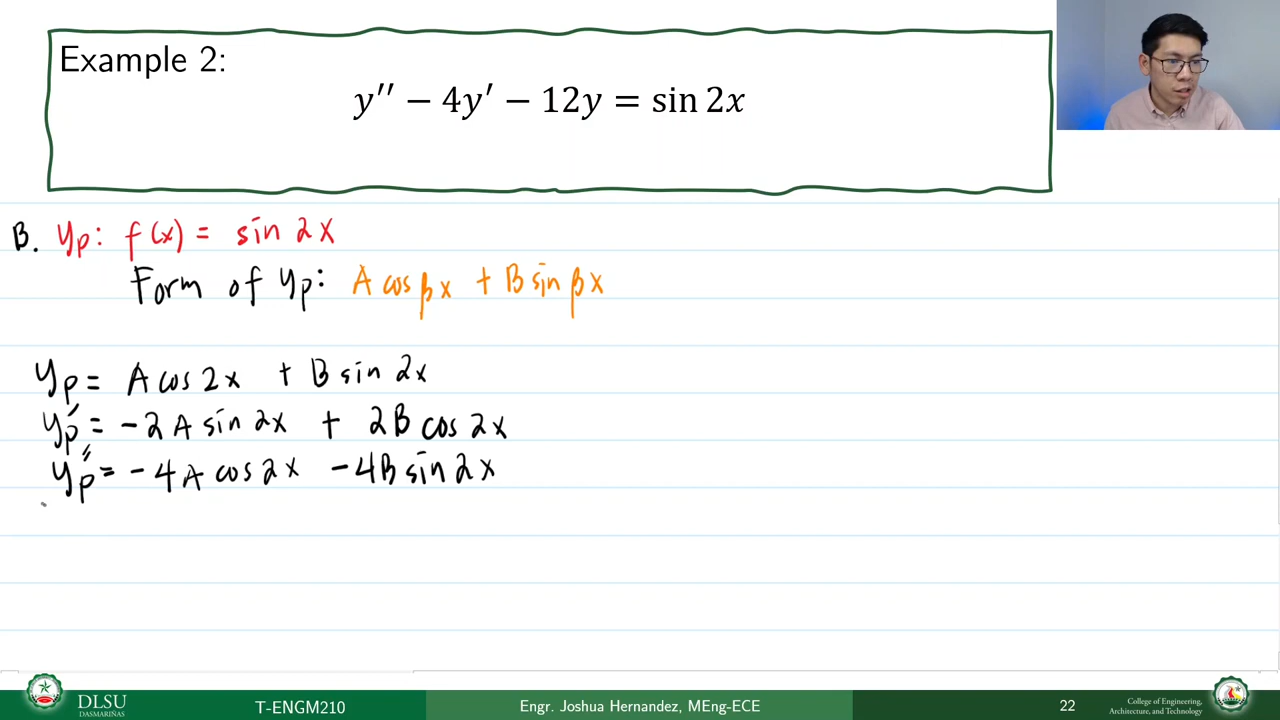 Example 2:
y′′ − 4y′ − 12y = sin 2x
B. yp: f(x) = sin 2x
Form of yp: A cos βx + B sin βx
yp = A cos 2x + B sin 2x
yp′ = -2A sin 2x + 2B cos 2x
yp″ = -4A cos 2x -4B sin 2x
DLSU
DASMARIÑAS
T-ENGM210
Engr. Joshua Hernandez, MEng-ECE
22
College of Engineering,
Architecture, and Technology